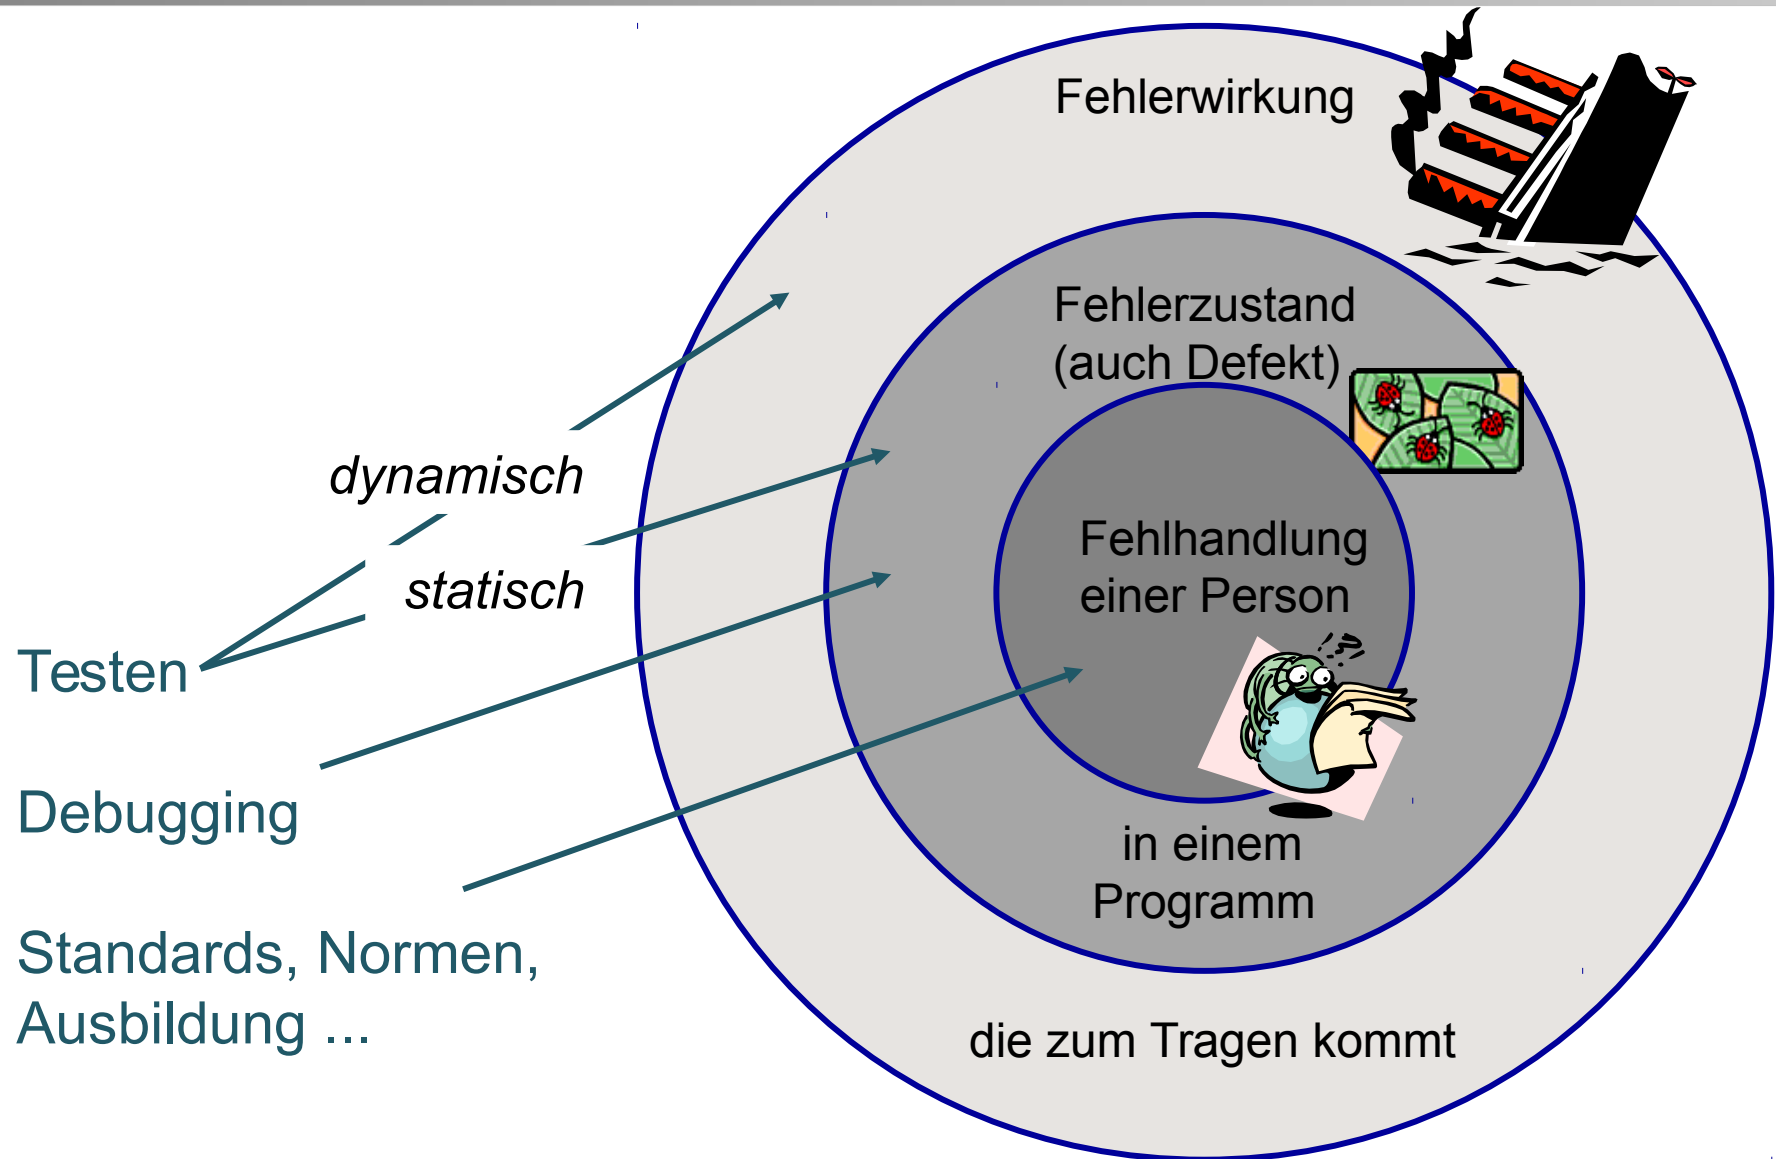 Fehlerwirkung
Fehlerzustand
(auch Defekt)
dynamisch
Fehlhandlung
einer Person
statisch
Testen
Debugging
in einem
Programm
Standards, Normen,
Ausbildung ...
die zum Tragen kommt